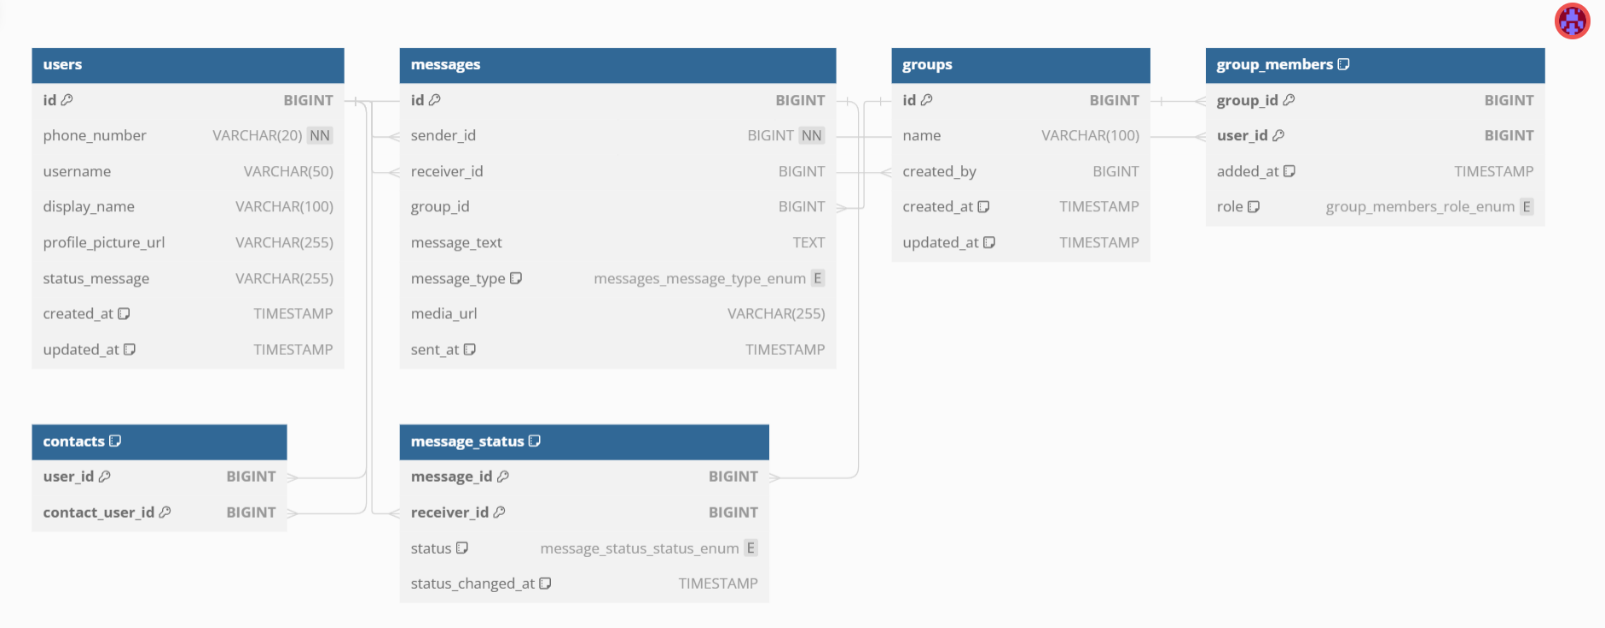 users
id BIGINT
phone_number VARCHAR(20) NN
username VARCHAR(50)
display_name VARCHAR(100)
profile_picture_url VARCHAR(255)
status_message VARCHAR(255)
created_at TIMESTAMP
updated_at TIMESTAMP
messages
id BIGINT
sender_id BIGINT NN
receiver_id BIGINT
group_id BIGINT
message_text TEXT
message_type messages_message_type_enum E
media_url VARCHAR(255)
sent_at TIMESTAMP
groups
id BIGINT
name VARCHAR(100)
created_by BIGINT
created_at TIMESTAMP
updated_at TIMESTAMP
group_members
group_id BIGINT
user_id BIGINT
added_at TIMESTAMP
role group_members_role_enum E
contacts
user_id BIGINT
contact_user_id BIGINT
message_status
message_id BIGINT
receiver_id BIGINT
status message_status_status_enum E
status_changed_at TIMESTAMP